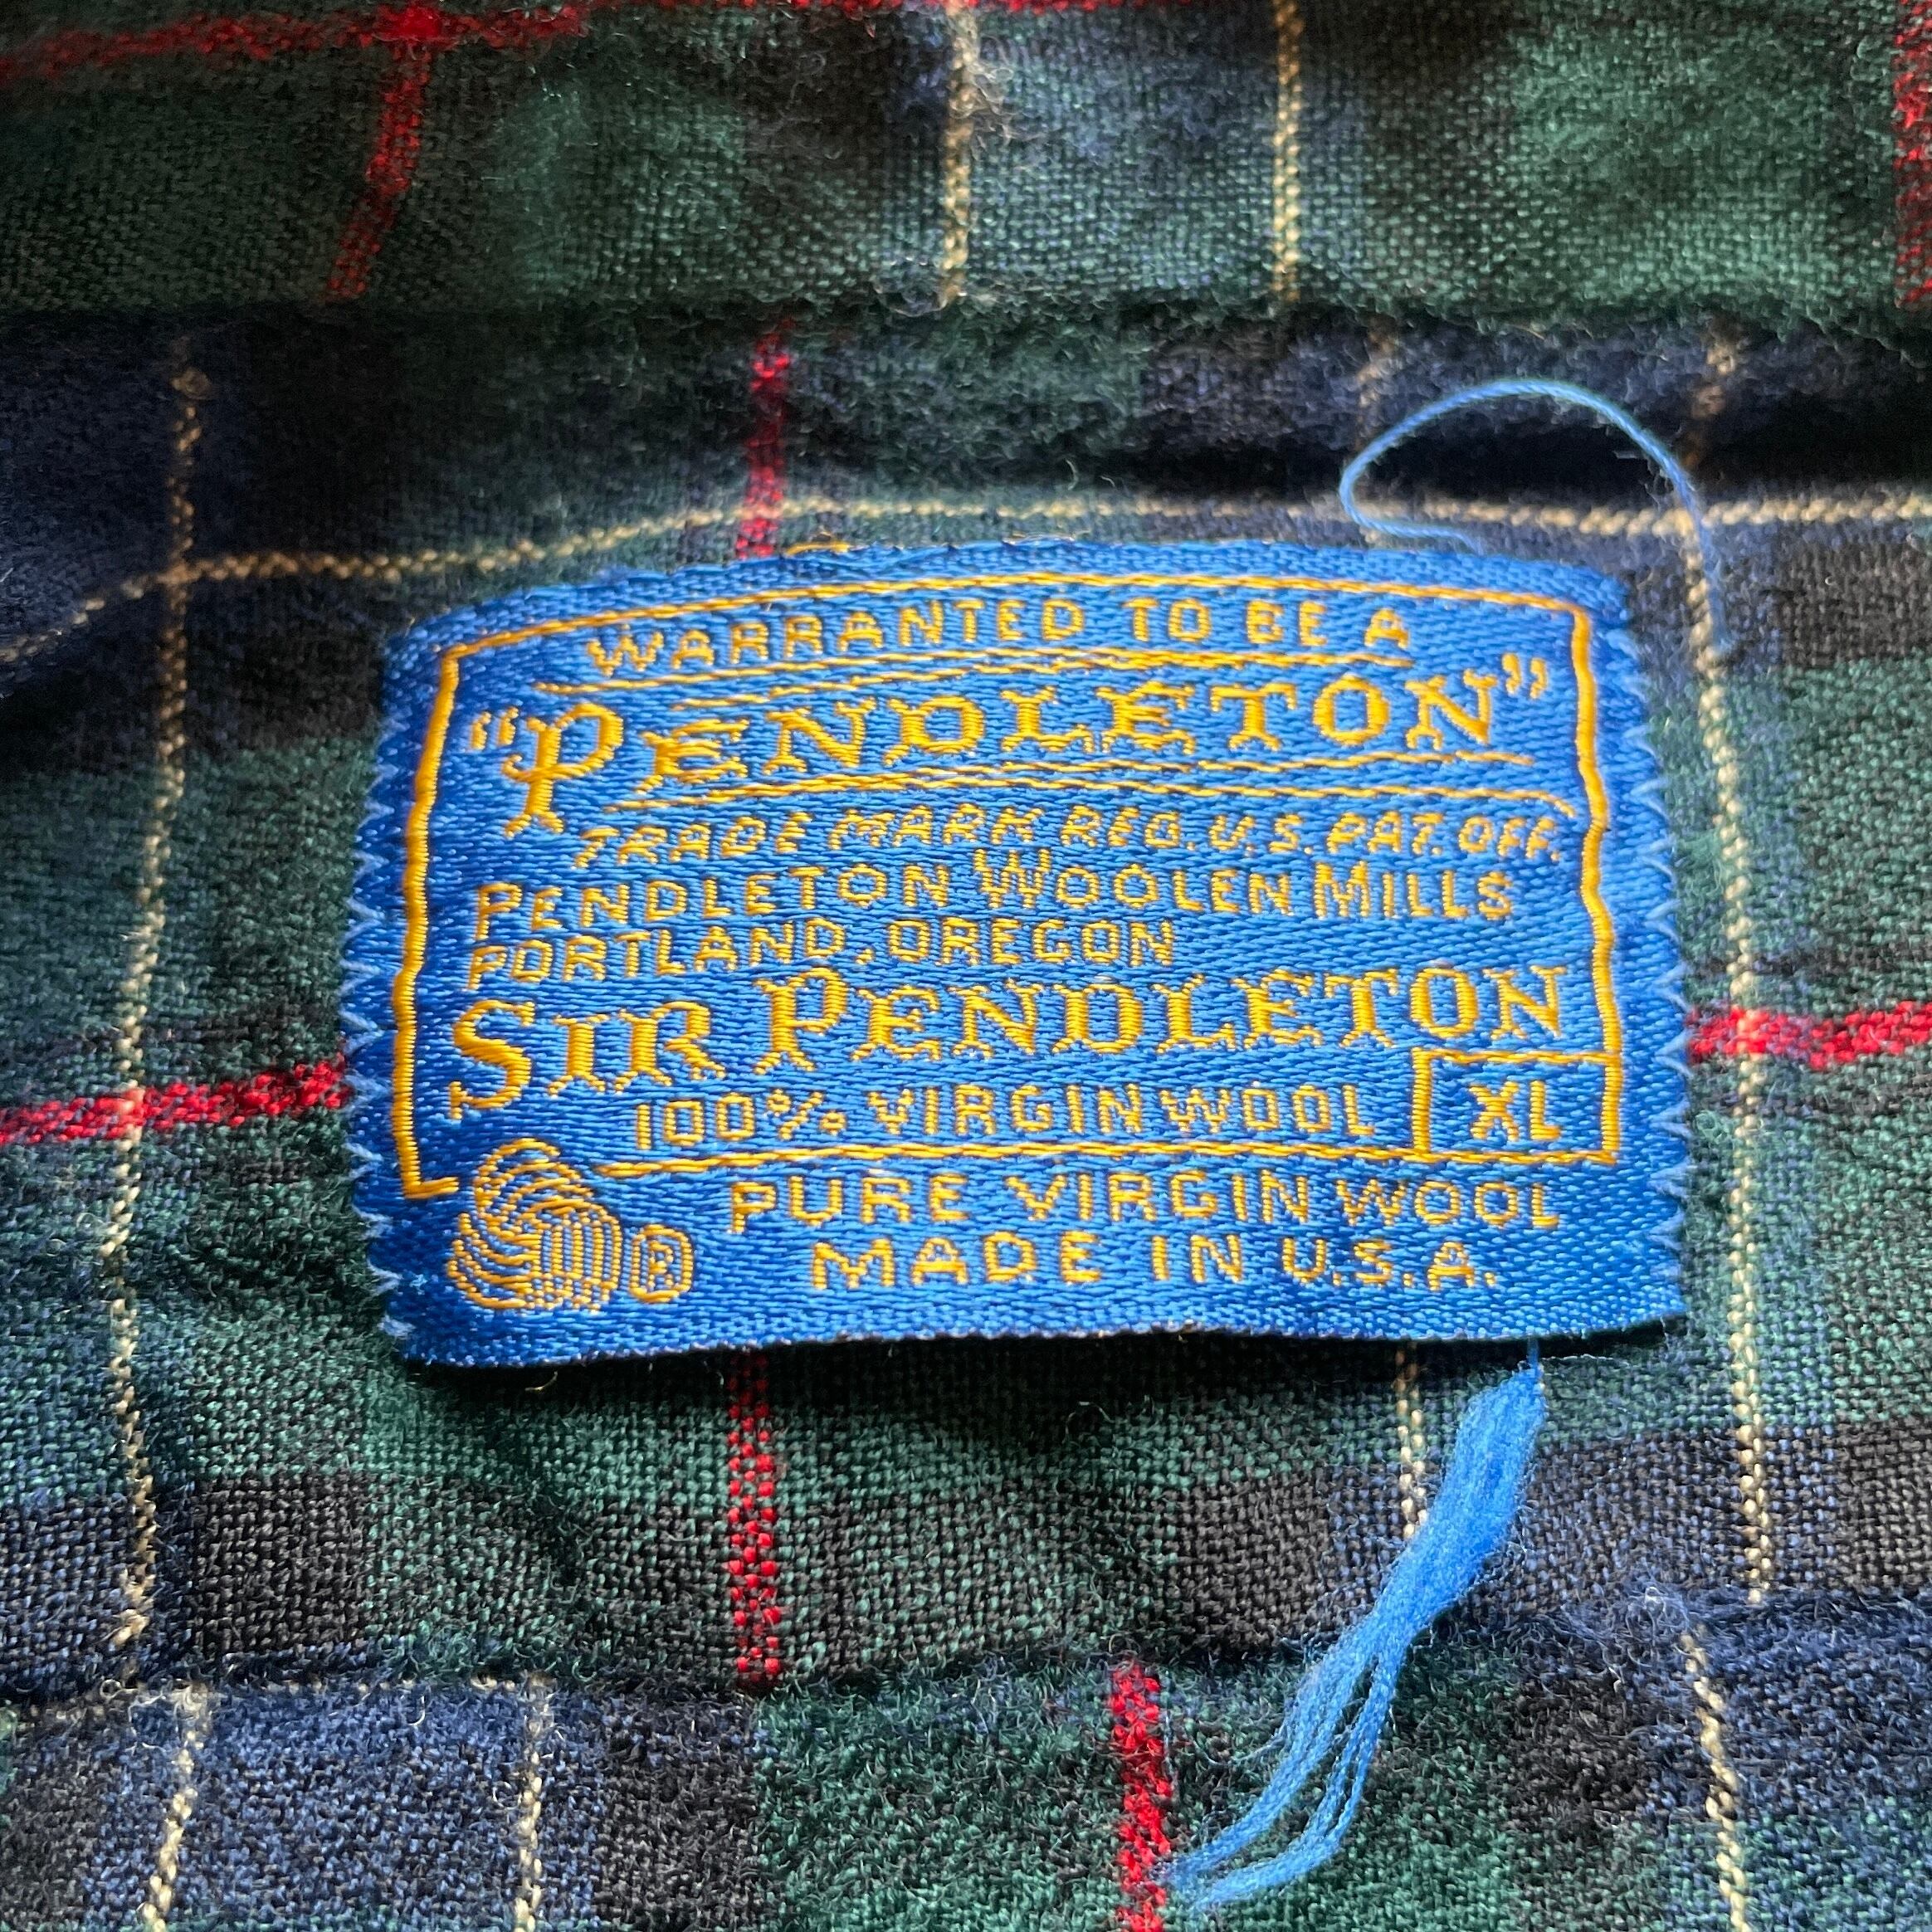 WARRANTED TO BE A
"PENDLETON"
TRADE MARK REG. U.S. PAT. OFF.
PENDLETON WOOLEN MILLS
PORTLAND, OREGON
SIR PENDLETON
100% VIRGIN WOOL XL
® PURE VIRGIN WOOL
MADE IN U.S.A.